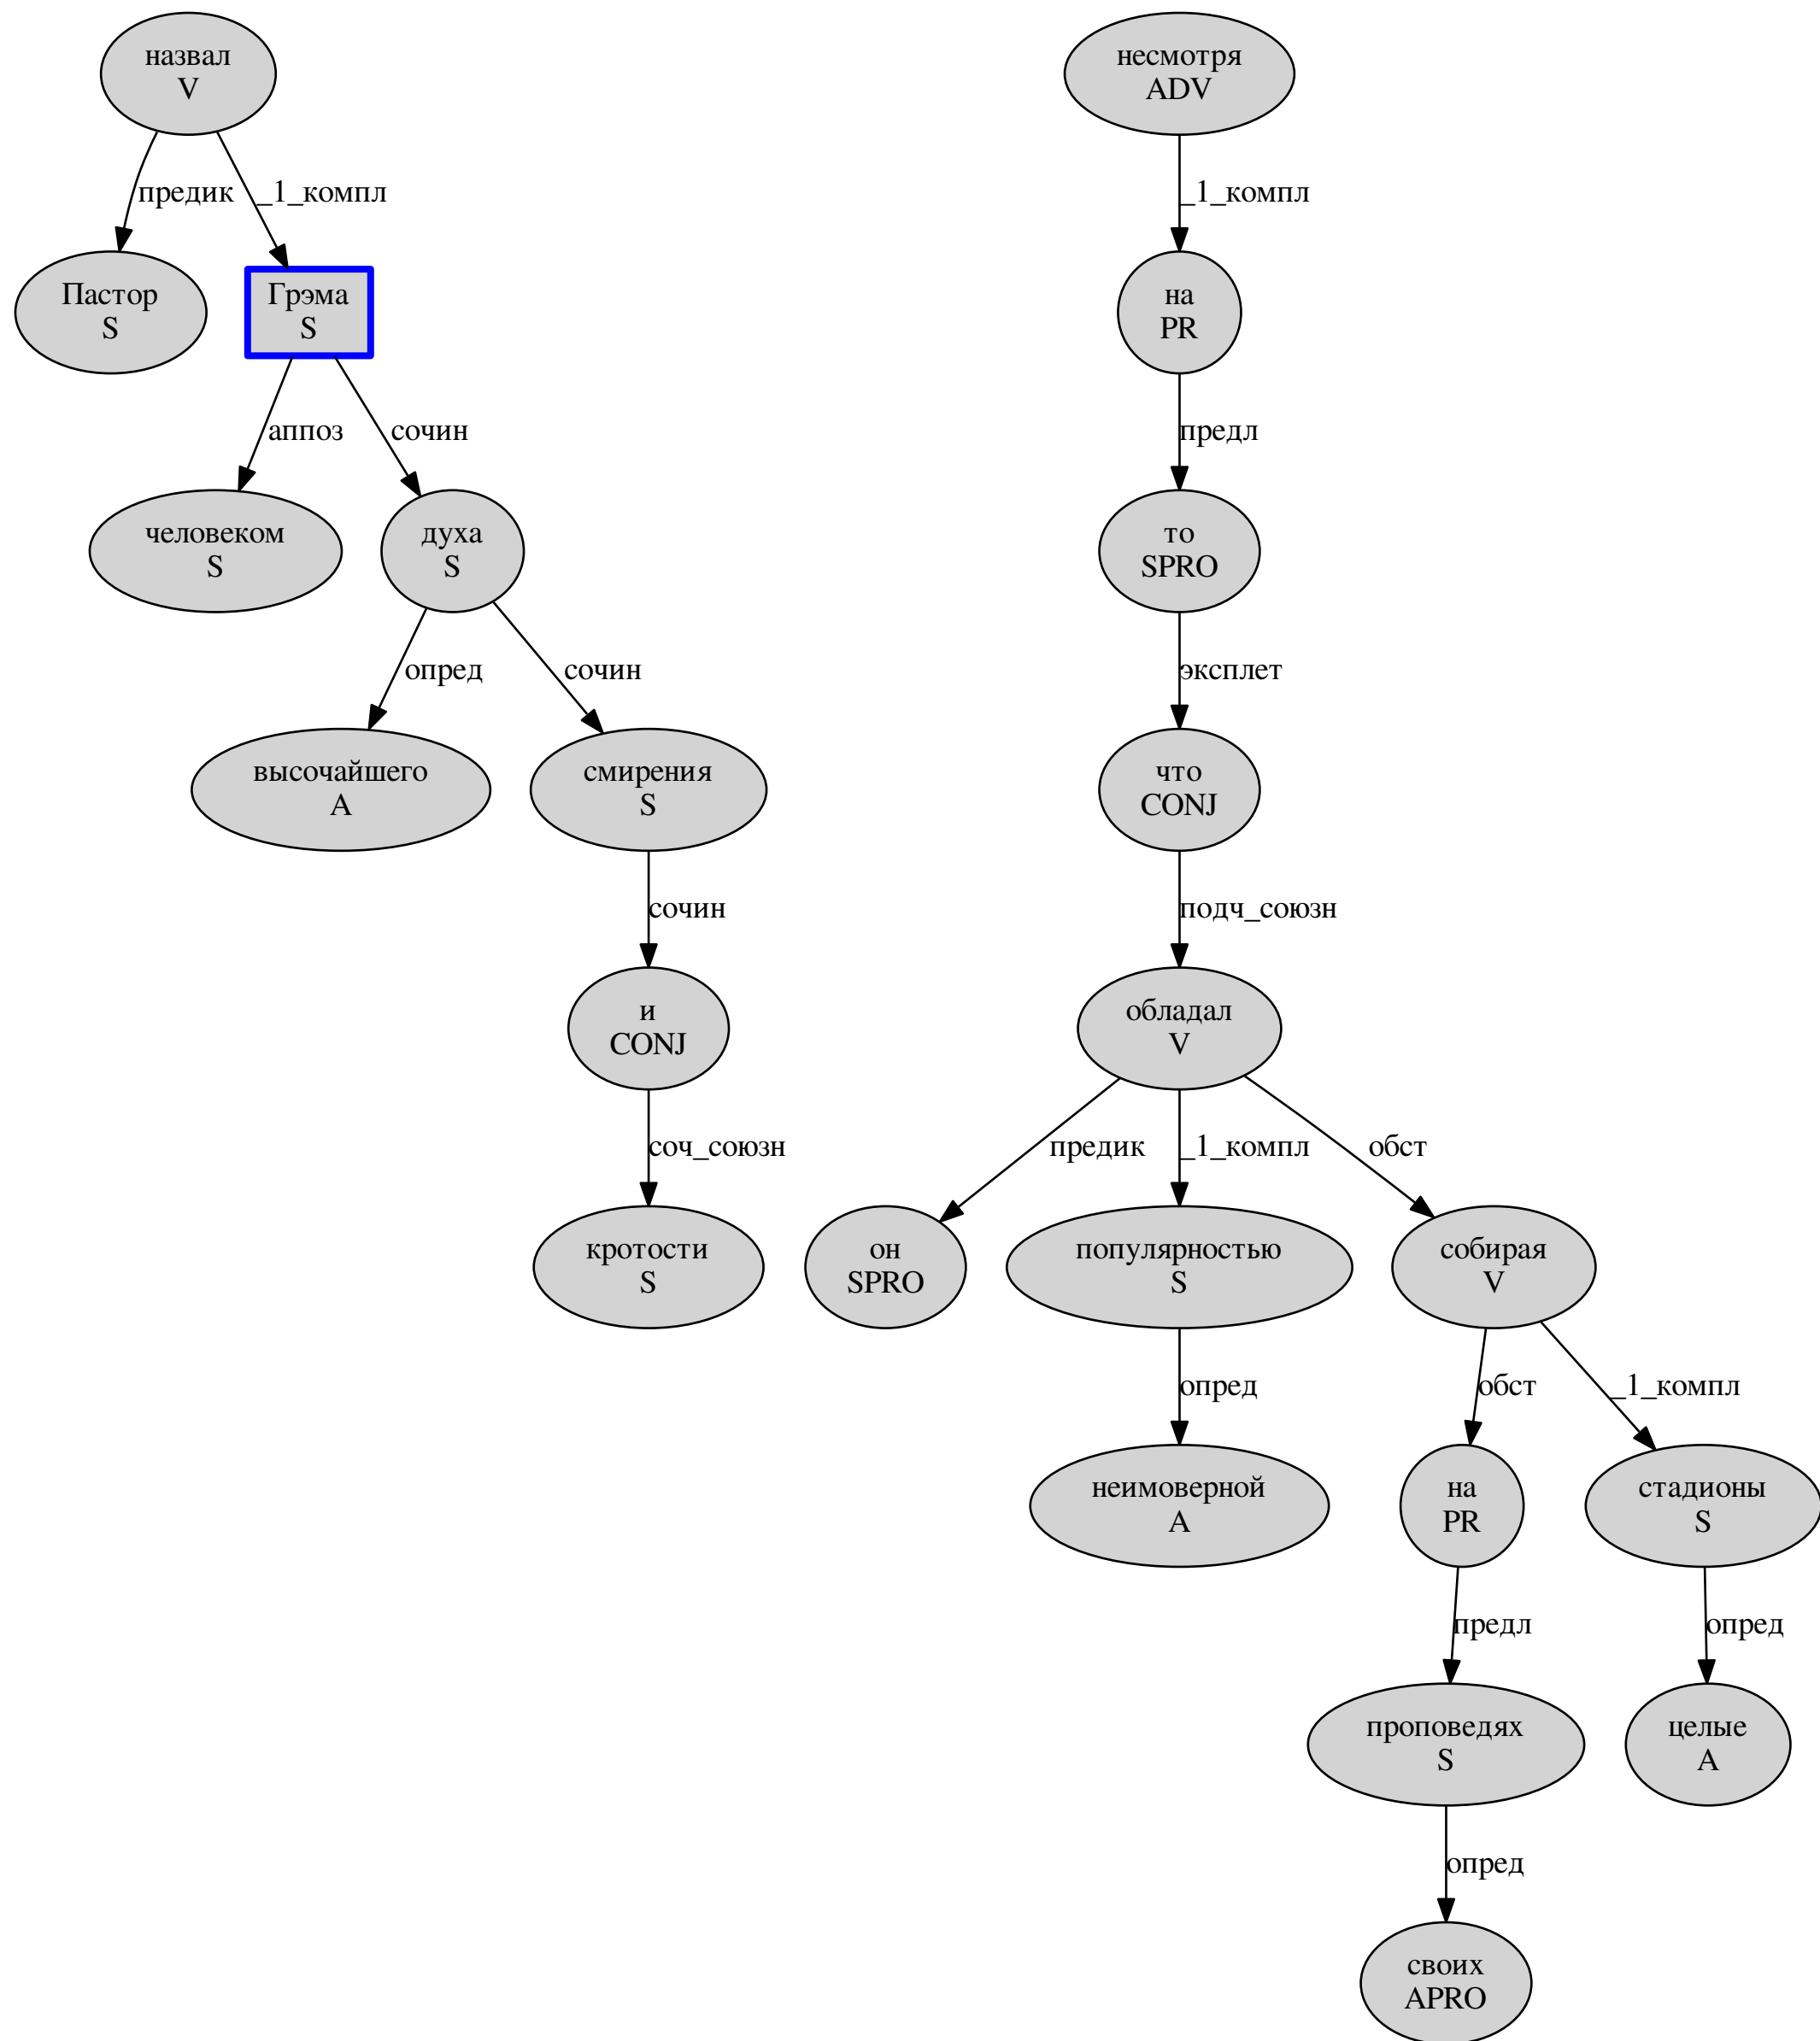 назвал
V
несмотря
ADV
предик
_1_компл
_1_компл
Пастор
S
Грэма
S
на
PR
аппоз
сочин
предл
человеком
S
духа
S
то
SPRO
опред
сочин
эксплет
высочайшего
A
смирения
S
что
CONJ
сочин
подч_союзн
и
CONJ
обладал
V
соч_союзн
предик
_1_компл
обст
кротости
S
он
SPRO
популярностью
S
собирая
V
опред
обст
_1_компл
неимоверной
A
на
PR
стадионы
S
предл
опред
проповедях
S
целые
A
опред
своих
APRO